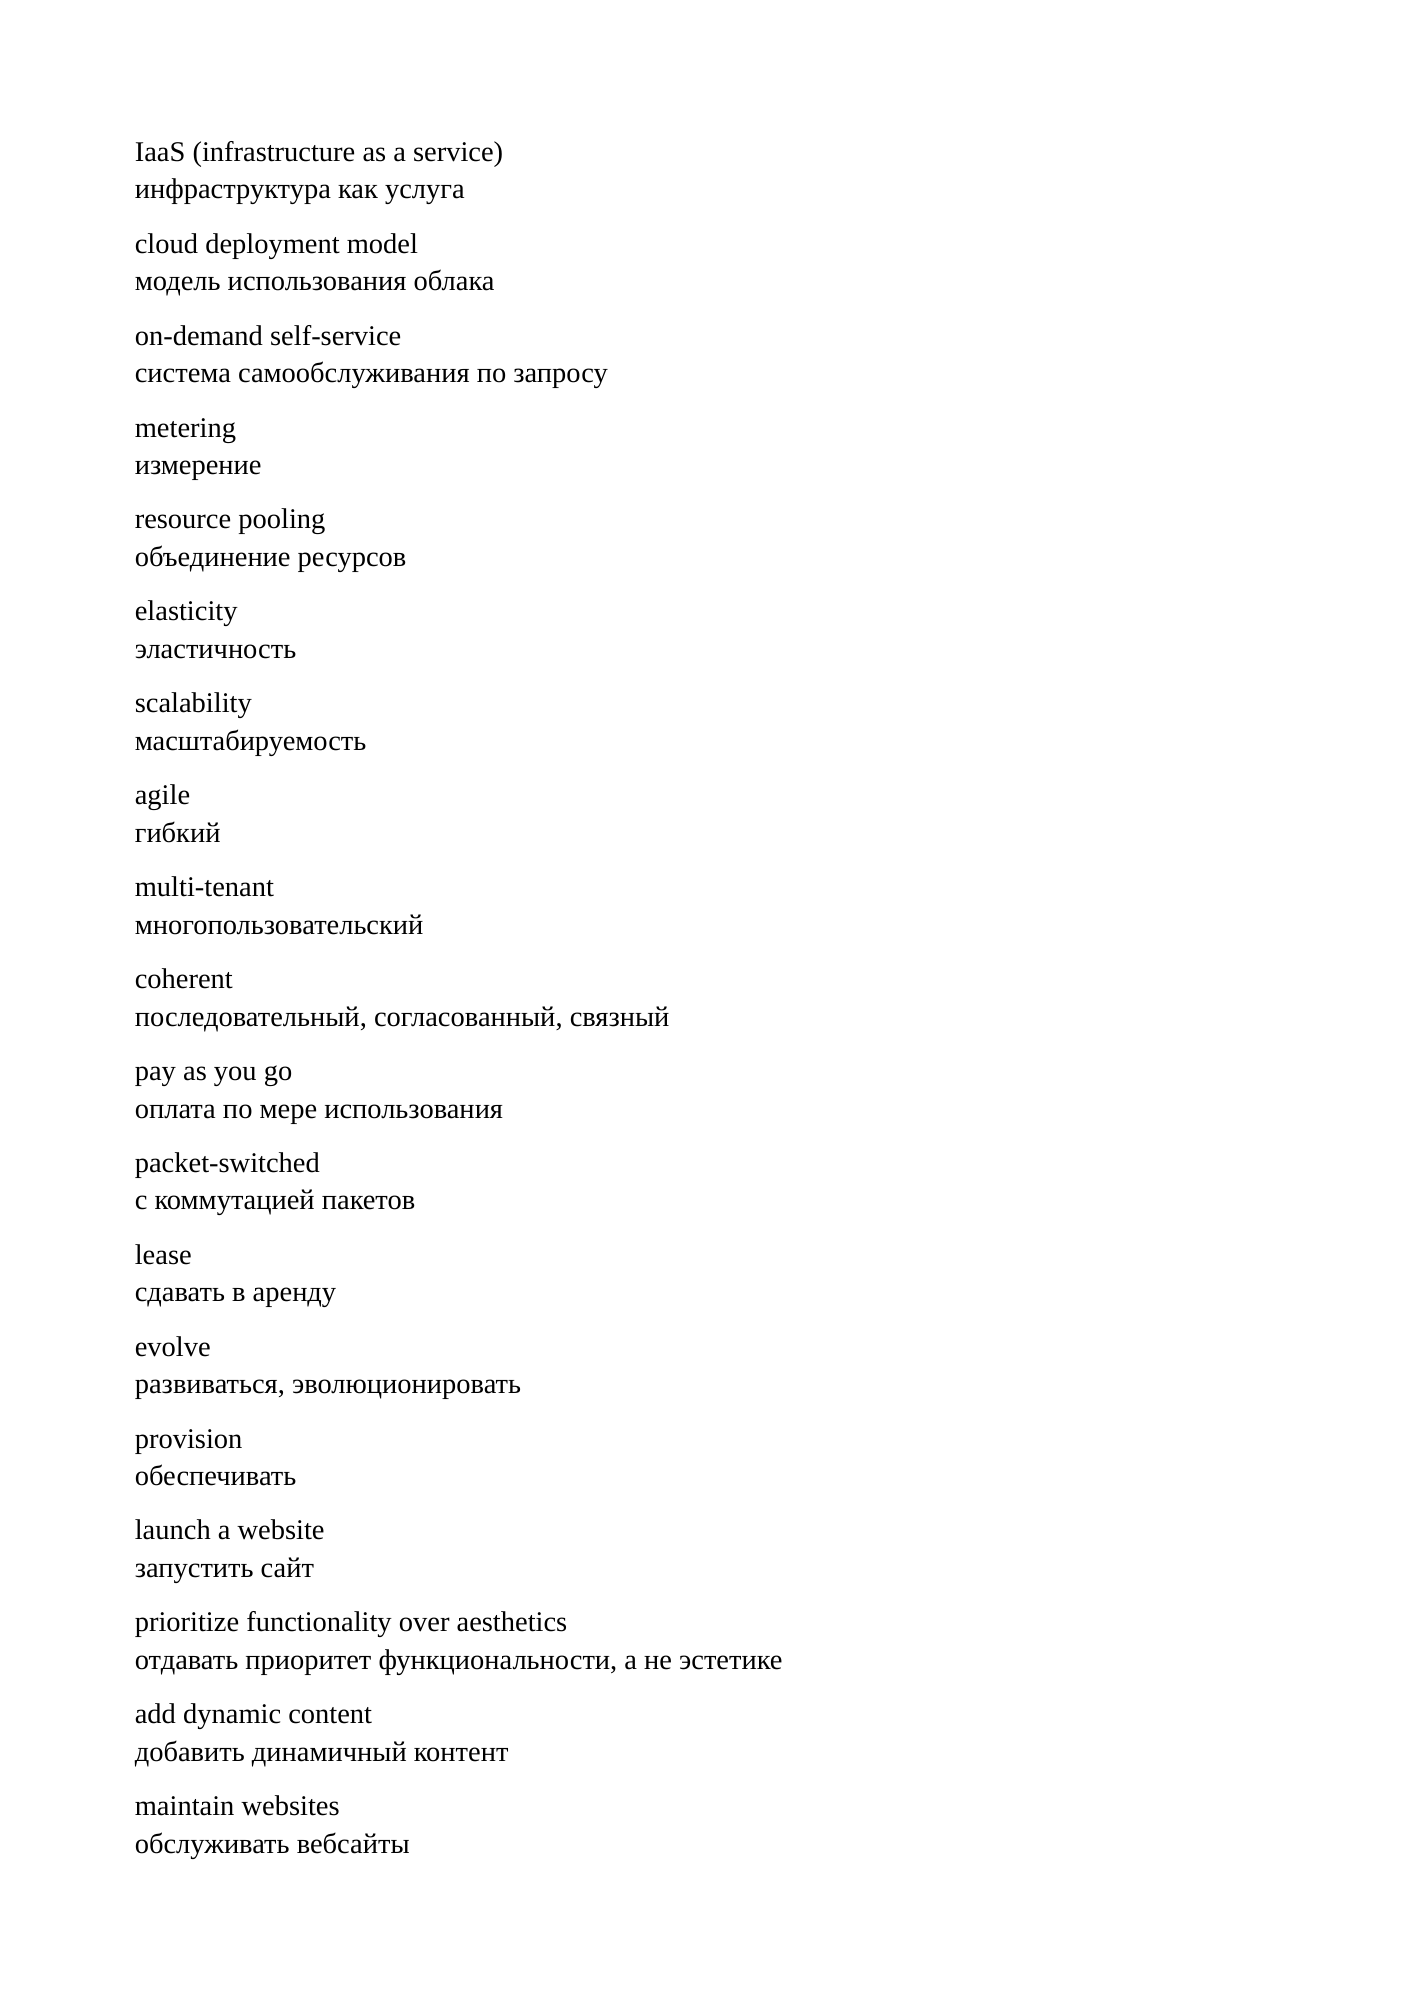 IaaS (infrastructure as a service)
инфраструктура как услуга
cloud deployment model
модель использования облака
on-demand self-service
система самообслуживания по запросу
metering
измерение
resource pooling
объединение ресурсов
elasticity
эластичность
scalability
масштабируемость
agile
гибкий
multi-tenant
многопользовательский
coherent
последовательный, согласованный, связный
pay as you go
оплата по мере использования
packet-switched
с коммутацией пакетов
lease
сдавать в аренду
evolve
развиваться, эволюционировать
provision
обеспечивать
launch a website
запустить сайт
prioritize functionality over aesthetics
отдавать приоритет функциональности, а не эстетике
add dynamic content
добавить динамичный контент
maintain websites
обслуживать вебсайты